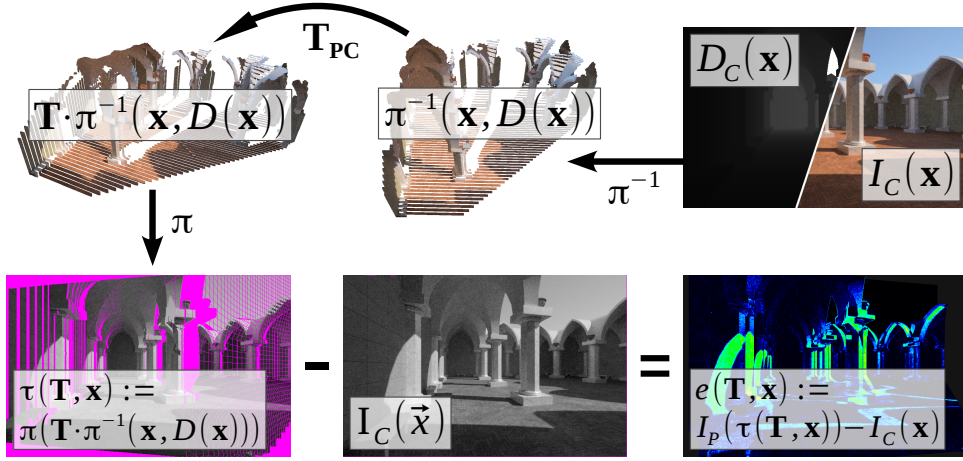 T_PC
D_C(x)
T·π⁻¹(x, D(x))
π⁻¹(x, D(x))
I_C(x)
π⁻¹
π
τ(T, x) :=
π(T·π⁻¹(x, D(x)))
-
I_C(x⃗)
=
e(T, x) :=
I_P(τ(T, x))−I_C(x)